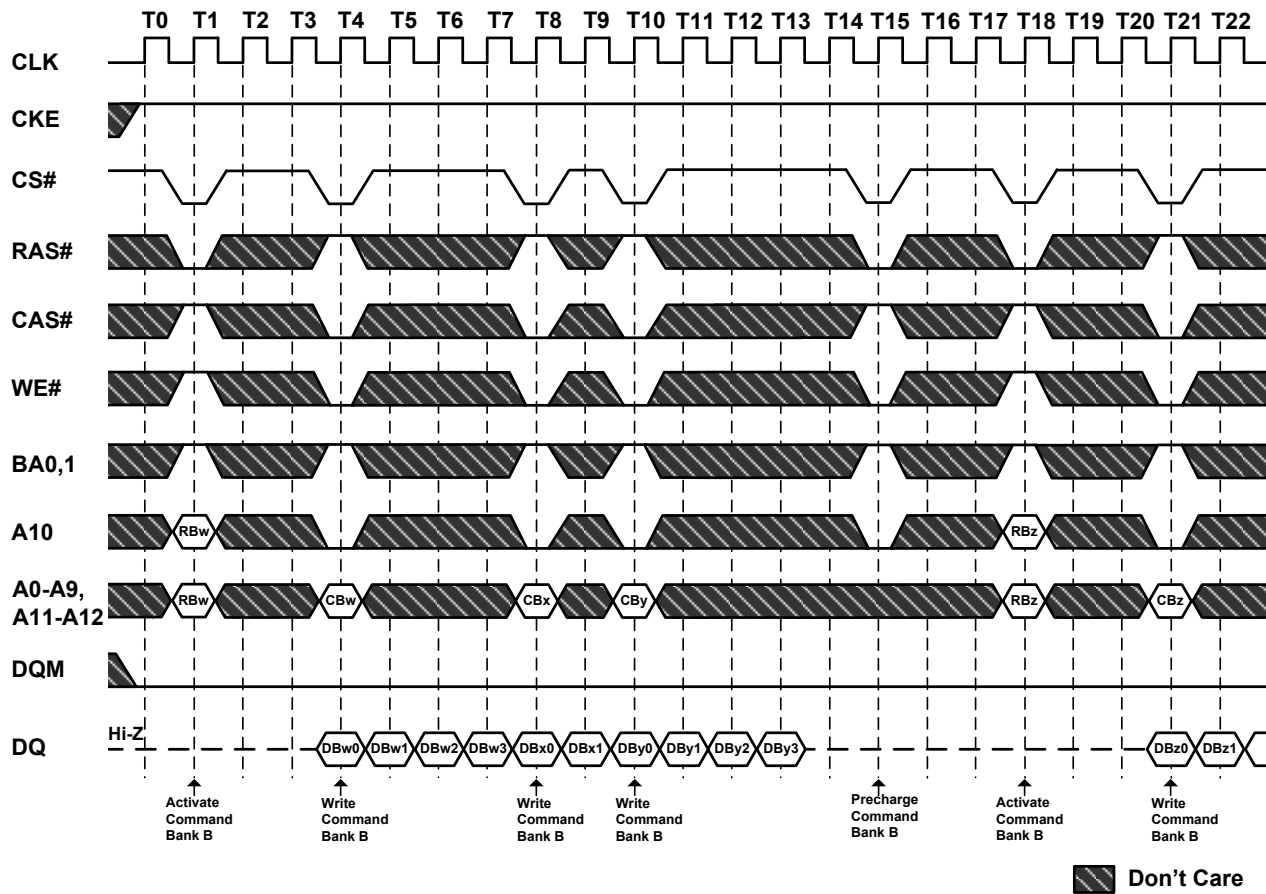 T0 T1 T2 T3 T4 T5 T6 T7 T8 T9 T10 T11 T12 T13 T14 T15 T16 T17 T18 T19 T20 T21 T22
CLK
CKE
CS#
RAS#
CAS#
WE#
BA0,1
A10 RBw RBz
A0-A9,
A11-A12 RBw CBw CBx CBy RBz CBz
DQM
DQ Hi-Z DBw0 DBw1 DBw2 DBw3 DBx0 DBx1 DBy0 DBy1 DBy2 DBy3 DBz0 DBz1
Activate Write Write Write Precharge Activate Write
Command Command Command Command Command Command Command
Bank B Bank B Bank B Bank B Bank B Bank B Bank B
Don't Care